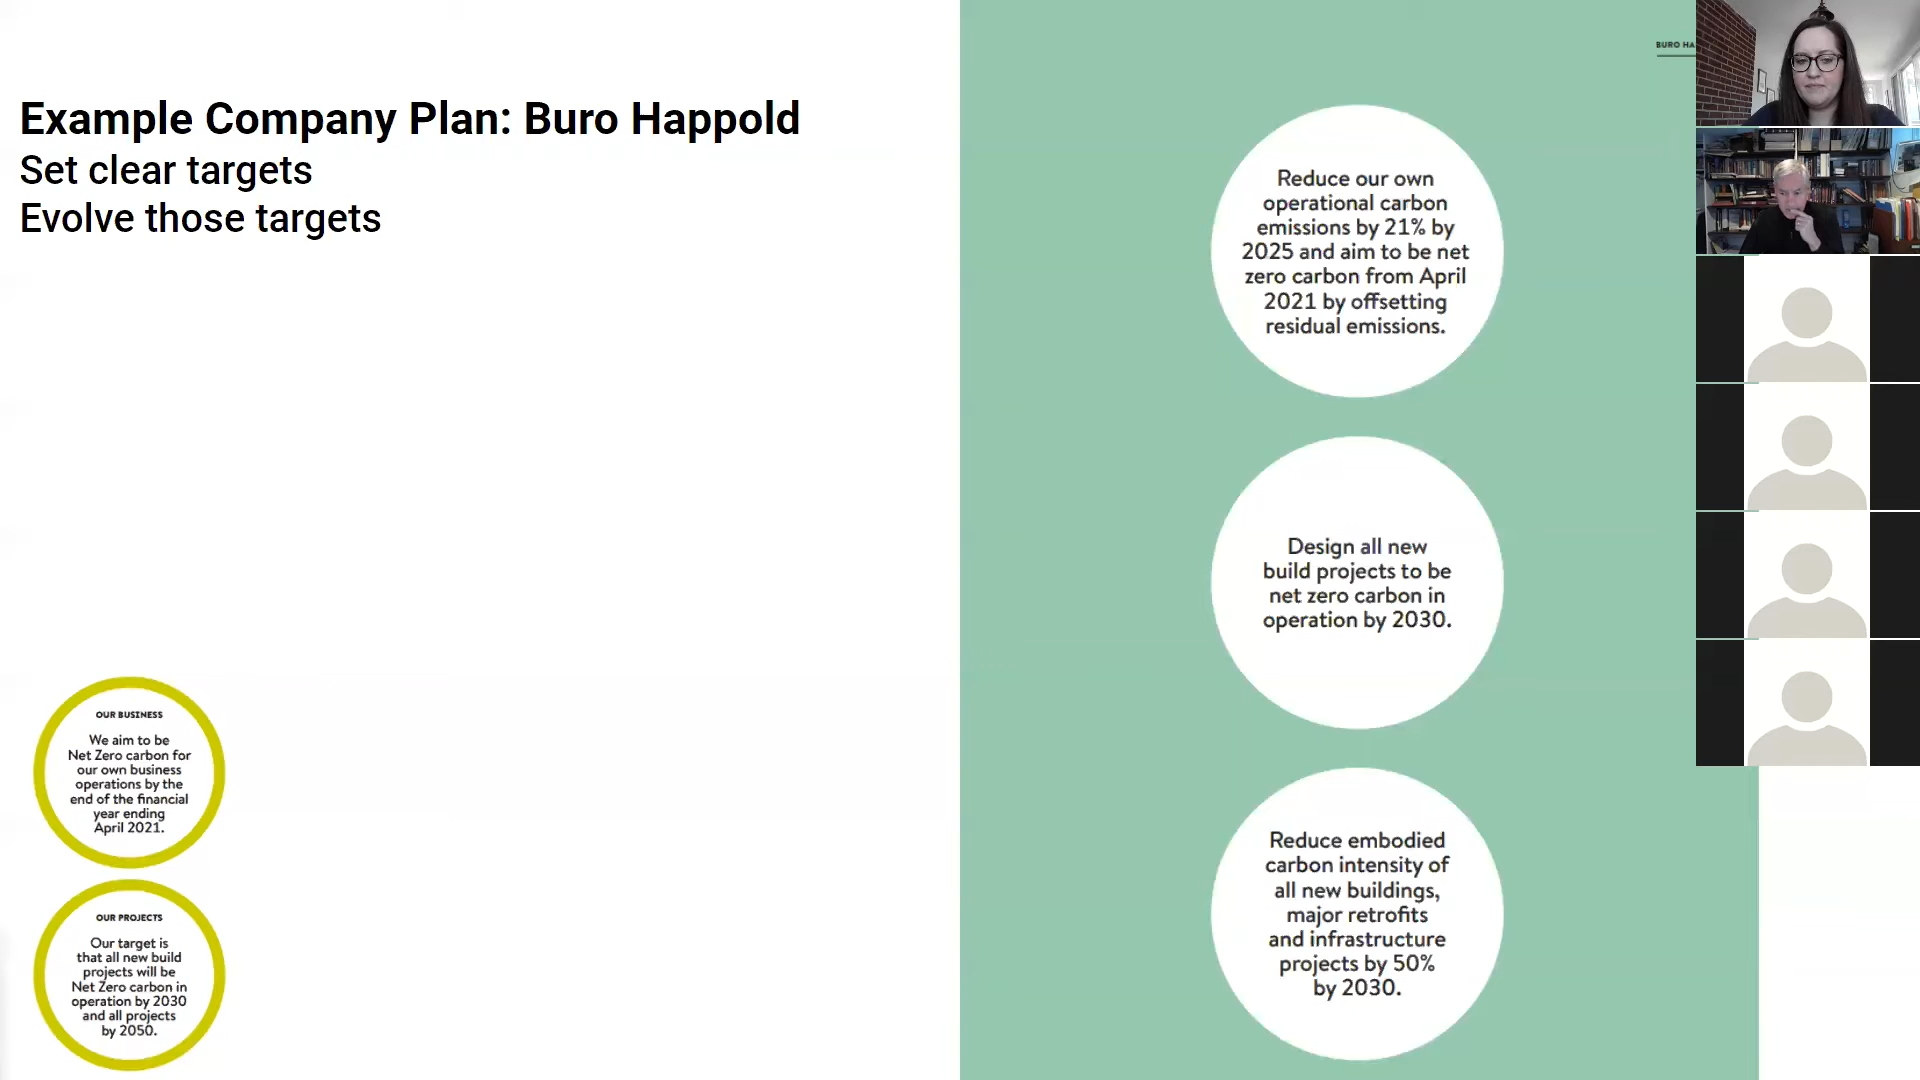 Example Company Plan: Buro Happold
Set clear targets
Evolve those targets
OUR BUSINESS
We aim to be
Net Zero carbon for
our own business
operations by the
end of the financial
year ending
April 2021.
OUR PROJECTS
Our target is
that all new build
projects will be
Net Zero carbon in
operation by 2030
and all projects
by 2050.
BURO HA
Reduce our own
operational carbon
emissions by 21% by
2025 and aim to be net
zero carbon from April
2021 by offsetting
residual emissions.
Design all new
build projects to be
net zero carbon in
operation by 2030.
Reduce embodied
carbon intensity of
all new buildings,
major retrofits
and infrastructure
projects by 50%
by 2030.